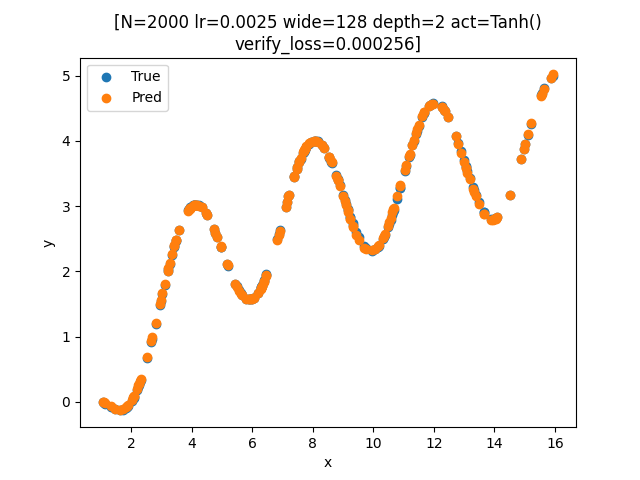 [N=2000 lr=0.0025 wide=128 depth=2 act=Tanh()
verify_loss=0.000256]
True
Pred
y
5
4
3
2
1
0
2
4
6
8
10
12
14
16
x